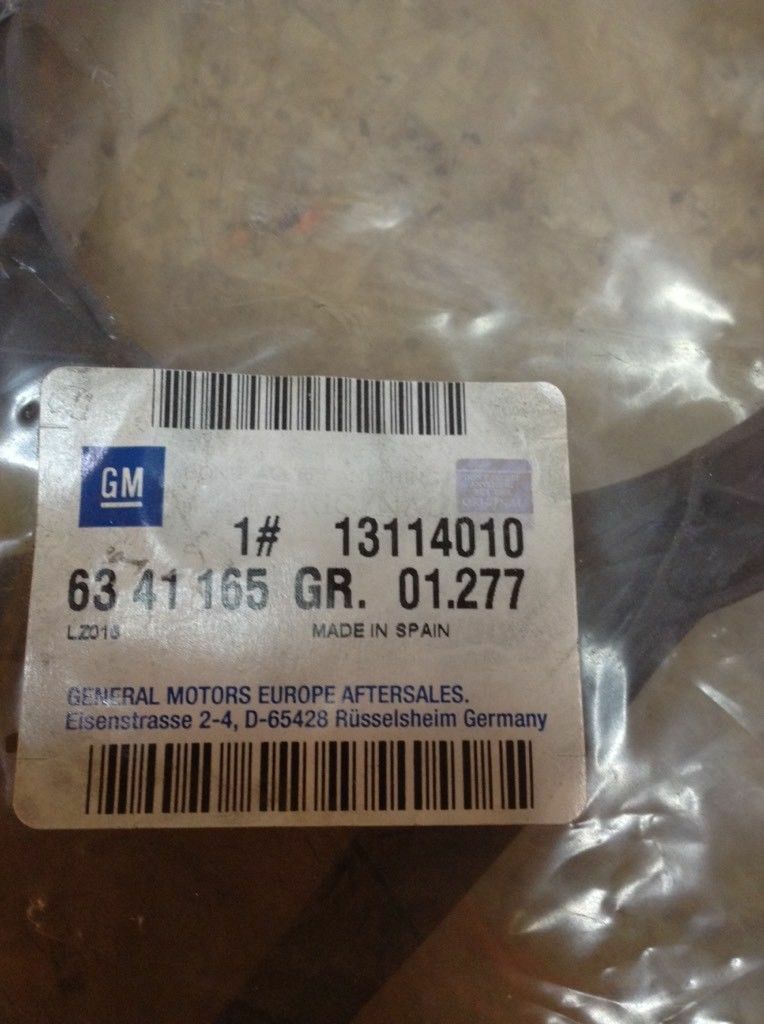 GM
1# 13114010
63 41 165 GR. 01.277
LZ016 MADE IN SPAIN
GENERAL MOTORS EUROPE AFTERSALES.
Eisenstrasse 2-4, D-65428 Rüsselsheim Germany